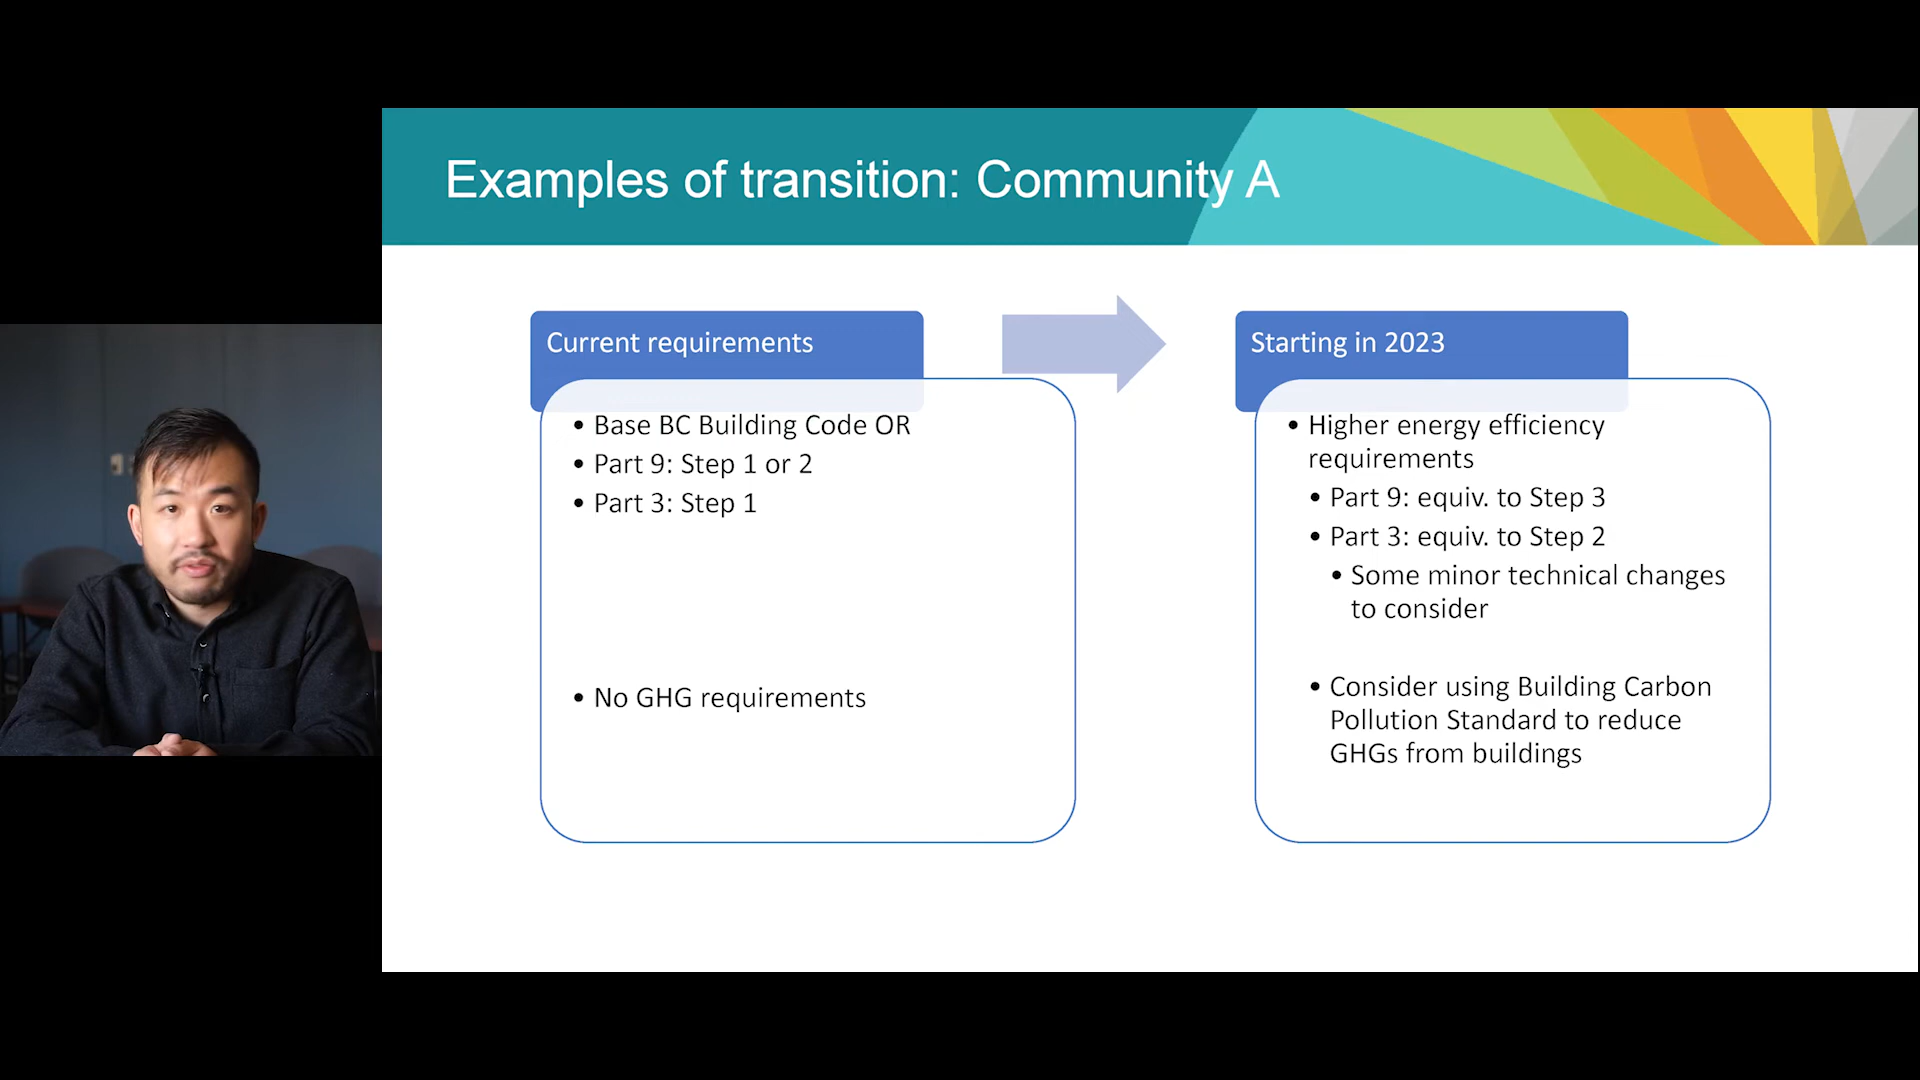 Examples of transition: Community A
Current requirements
• Base BC Building Code OR
• Part 9: Step 1 or 2
• Part 3: Step 1
• No GHG requirements
Starting in 2023
• Higher energy efficiency
requirements
• Part 9: equiv. to Step 3
• Part 3: equiv. to Step 2
• Some minor technical changes
to consider
• Consider using Building Carbon
Pollution Standard to reduce
GHGs from buildings